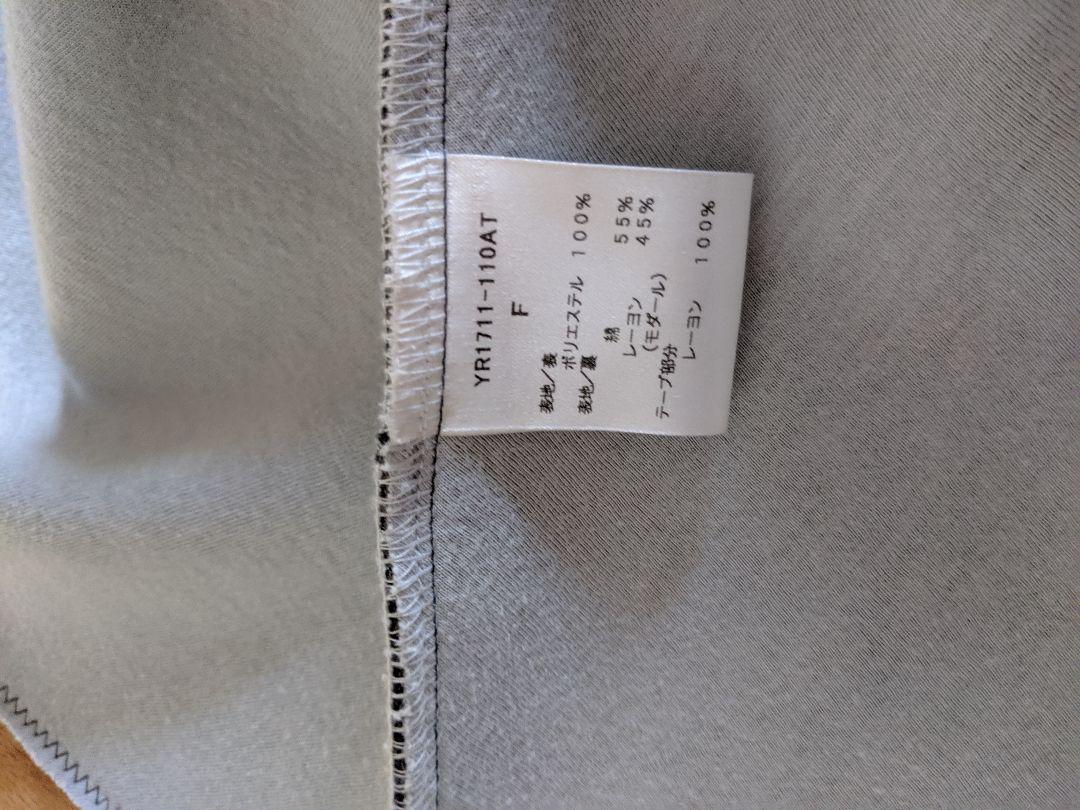 YR1711-110AT
F
表地/表
ポリエステル 100%
表地/裏
綿 55%
レーヨン 45%
(モダール)
テープ部分
レーヨン 100%